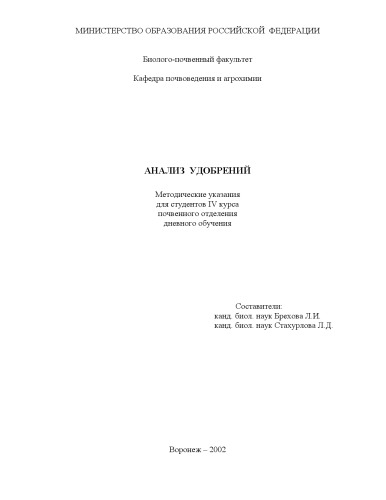 МИНИСТЕРСТВО ОБРАЗОВАНИЯ РОССИЙСКОЙ ФЕДЕРАЦИИ
Биолого-почвенный факультет
Кафедра почвоведения и агрохимии
АНАЛИЗ УДОБРЕНИЙ
Методические указания
для студентов IV курса
почвенного отделения
дневного обучения
Составители:
канд. биол. наук Брехова Л.И.
канд. биол. наук Стахурлова Л.Д.
Воронеж – 2002